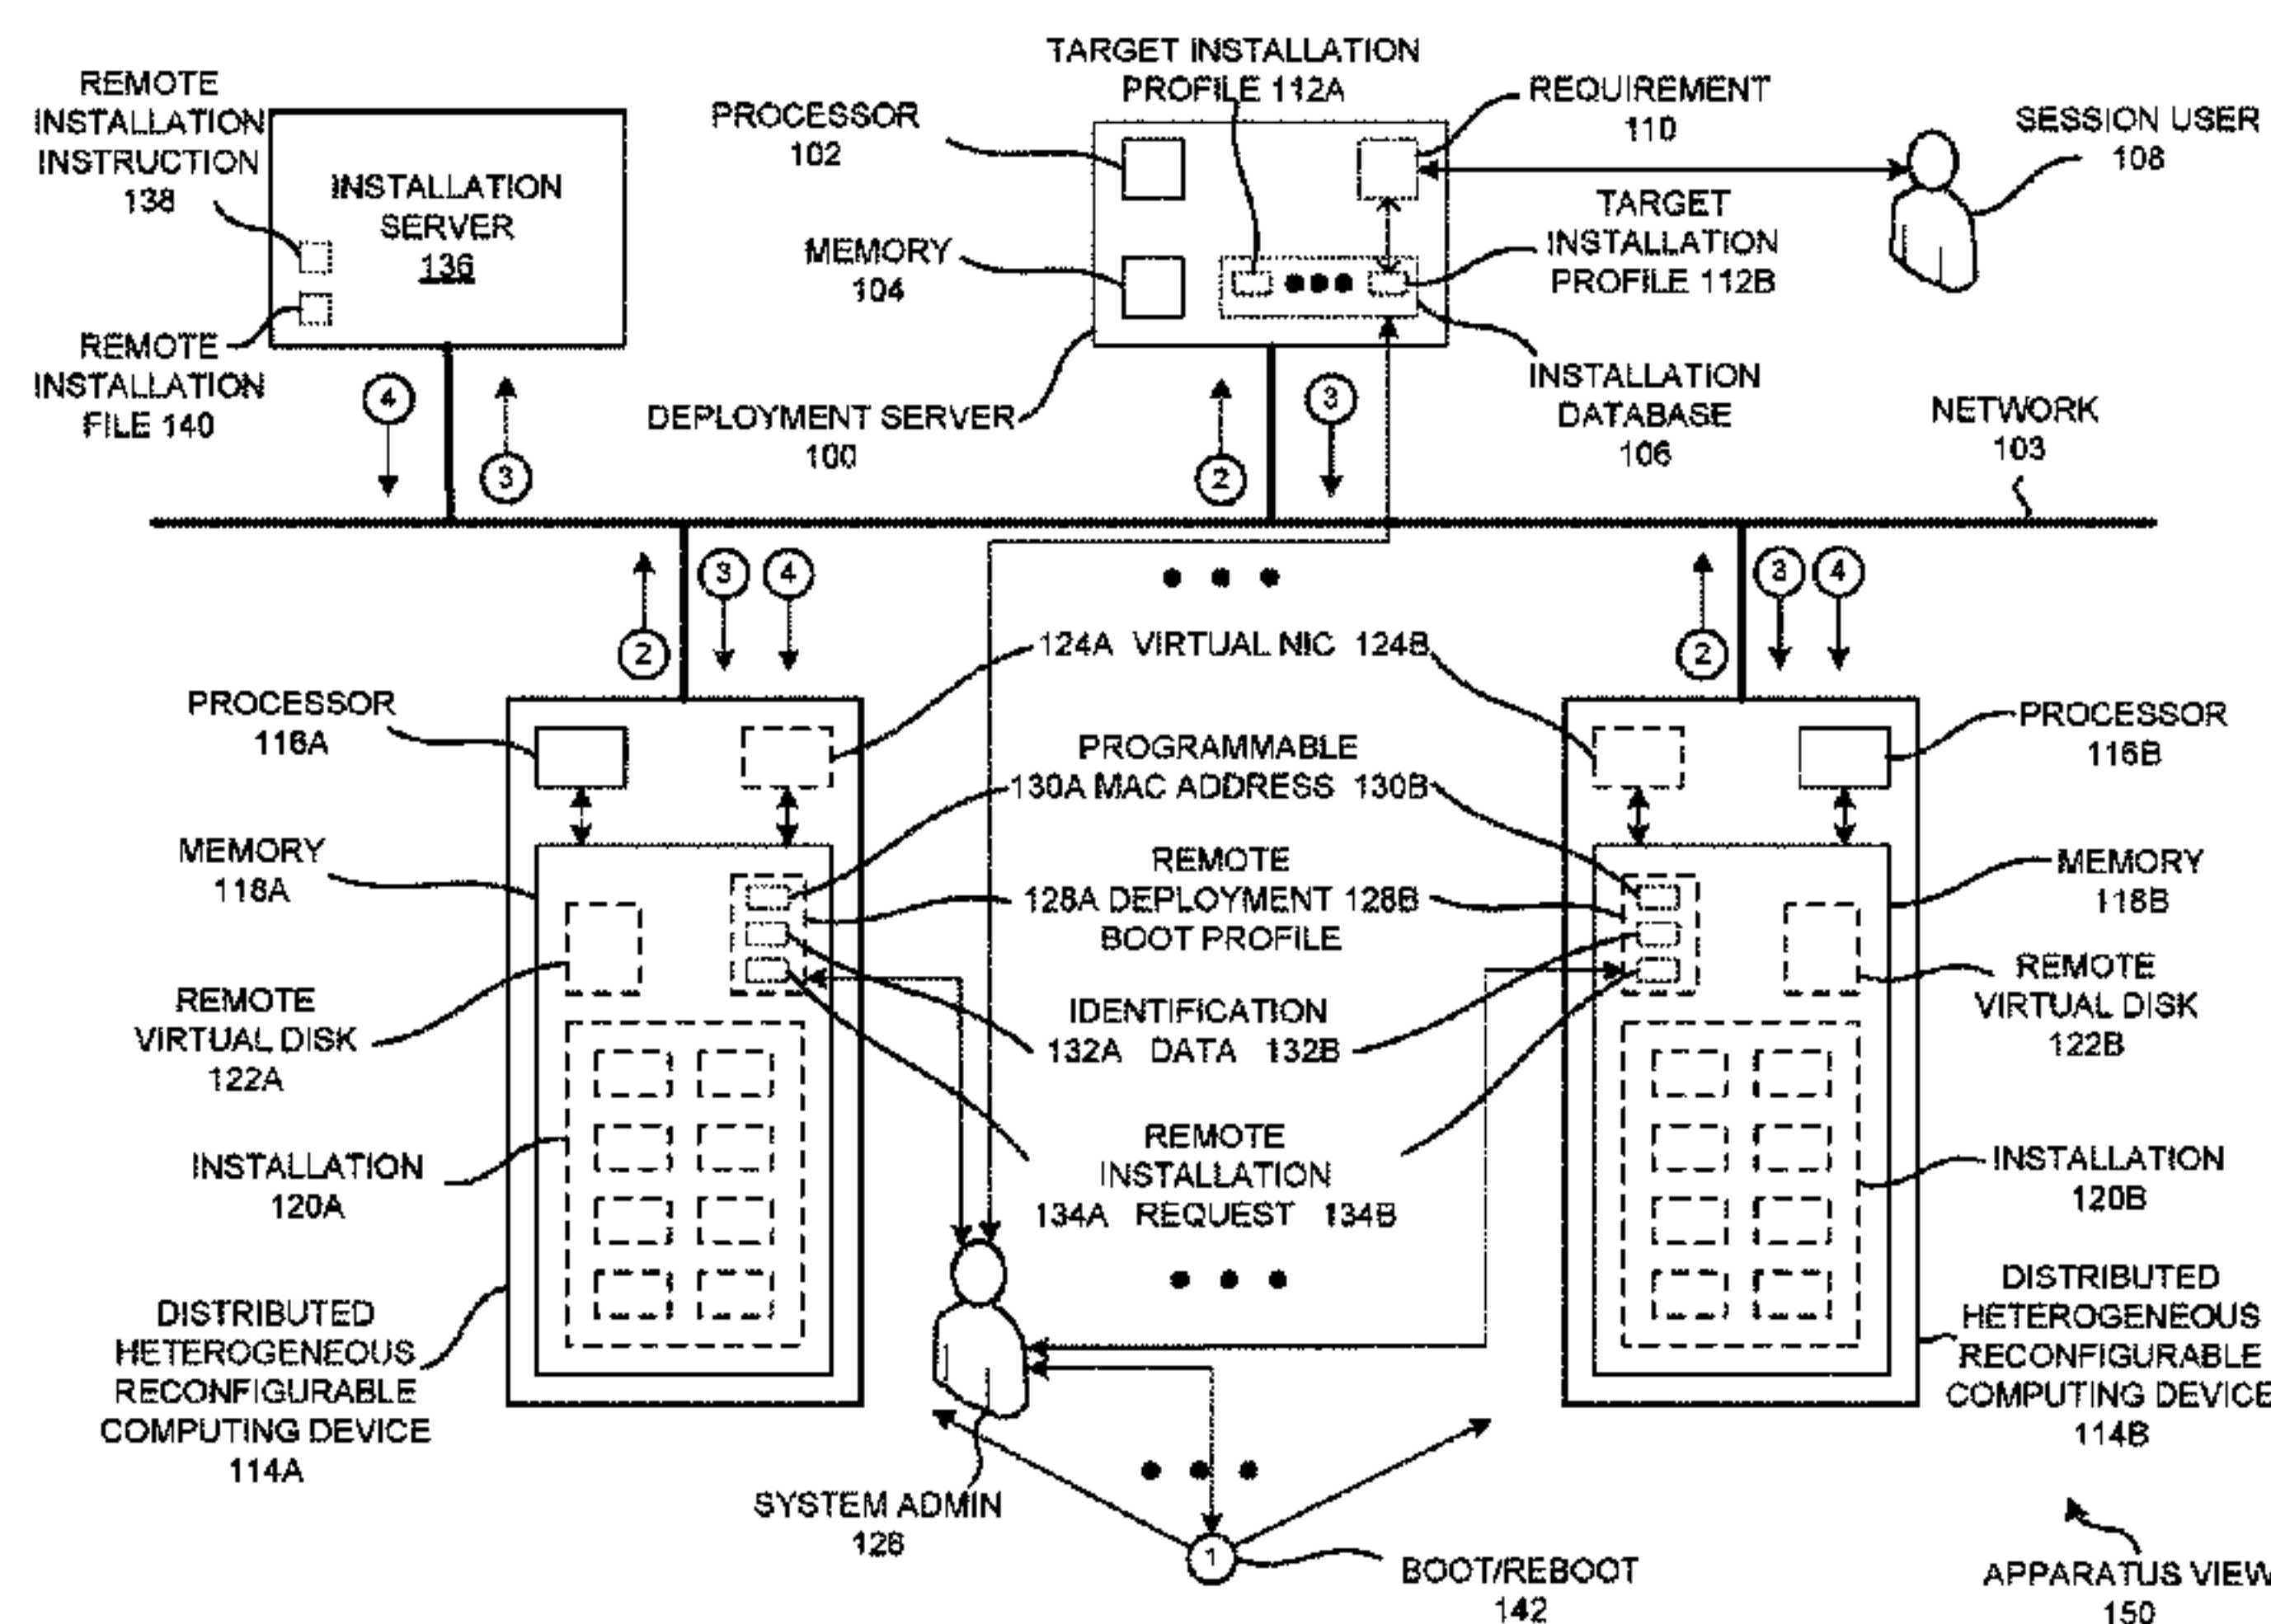 REMOTE
INSTALLATION
INSTRUCTION
138
INSTALLATION
SERVER
136
REMOTE
INSTALLATION
FILE 140
4
3
TARGET INSTALLATION
PROFILE 112A
PROCESSOR
102
MEMORY
104
DEPLOYMENT SERVER
100
REQUIREMENT
110
TARGET
INSTALLATION
PROFILE 112B
INSTALLATION
DATABASE
106
SESSION USER
108
2
3
NETWORK
103
2
3
4
2
3
4
124A VIRTUAL NIC 124B
PROCESSOR
116A
PROGRAMMABLE
130A MAC ADDRESS 130B
PROCESSOR
116B
MEMORY
118A
REMOTE
128A DEPLOYMENT 128B
BOOT PROFILE
MEMORY
118B
REMOTE
VIRTUAL DISK
122A
IDENTIFICATION
132A DATA 132B
REMOTE
VIRTUAL DISK
122B
INSTALLATION
120A
REMOTE
INSTALLATION
134A REQUEST 134B
INSTALLATION
120B
DISTRIBUTED
HETEROGENEOUS
RECONFIGURABLE
COMPUTING DEVICE
114A
DISTRIBUTED
HETEROGENEOUS
RECONFIGURABLE
COMPUTING DEVICE
114B
SYSTEM ADMIN
126
1
BOOT/REBOOT
142
APPARATUS VIEW
150